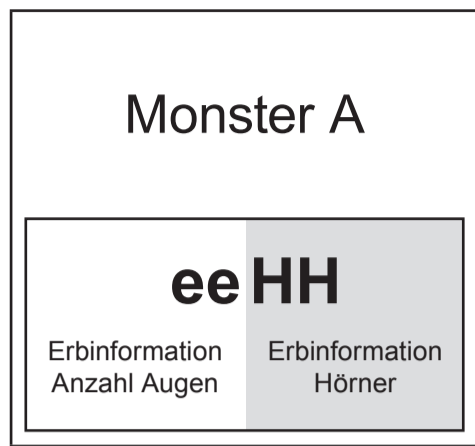 Monster A
ee HH
Erbinformation Anzahl Augen
Erbinformation Hörner